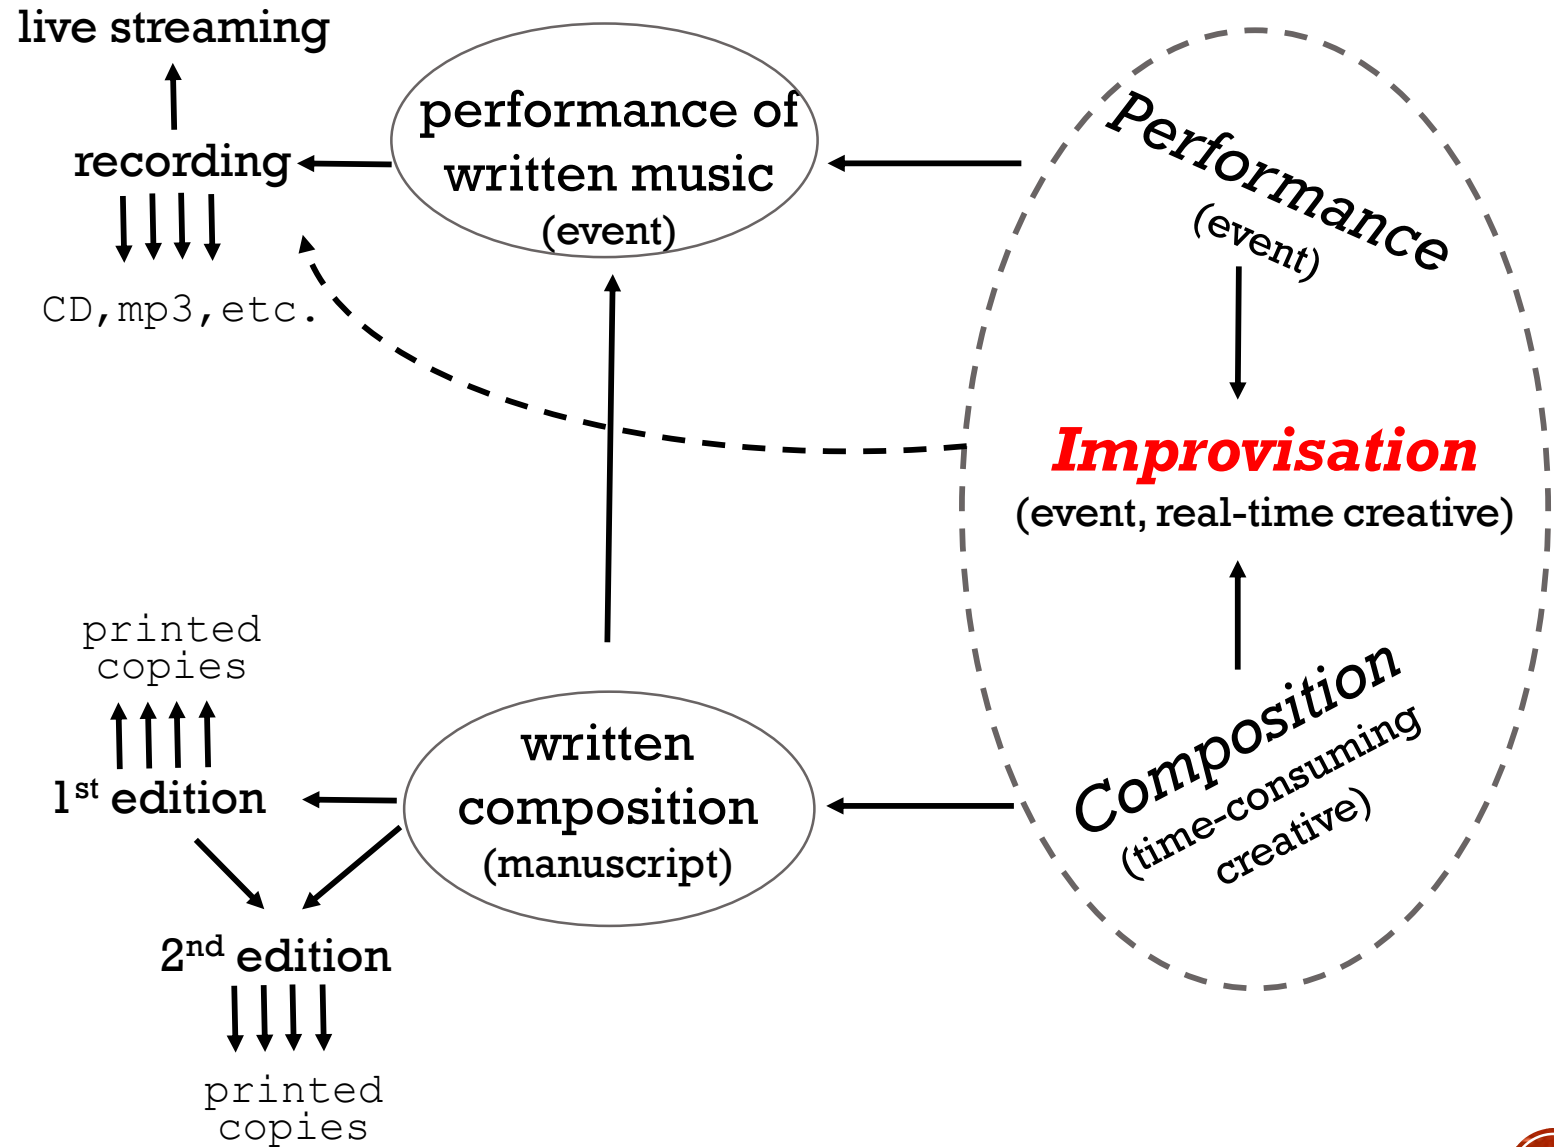 live streaming
recording
CD,mp3,etc.
performance of
written music
(event)
Performance
(event)
Improvisation
(event, real-time creative)
Composition
(time-consuming
creative)
written
composition
(manuscript)
printed
copies
1st edition
2nd edition
printed
copies